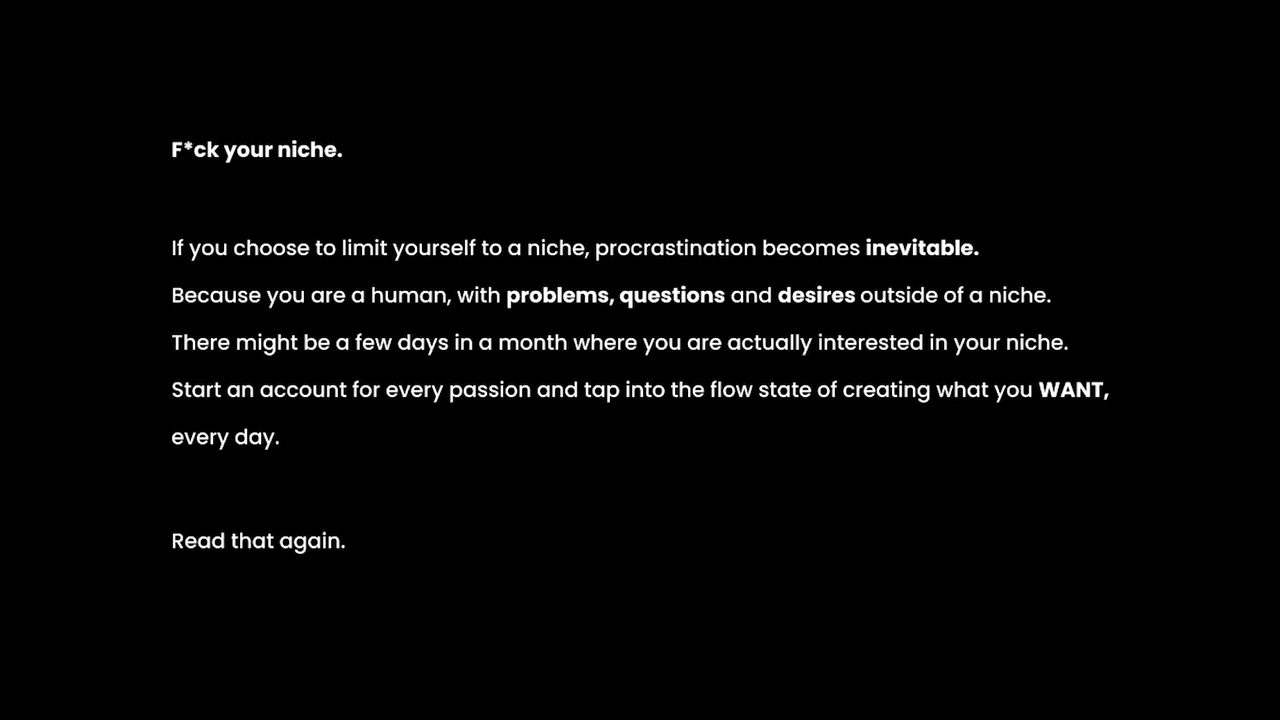 F*ck your niche.
If you choose to limit yourself to a niche, procrastination becomes inevitable.
Because you are a human, with problems, questions and desires outside of a niche.
There might be a few days in a month where you are actually interested in your niche.
Start an account for every passion and tap into the flow state of creating what you WANT,
every day.
Read that again.